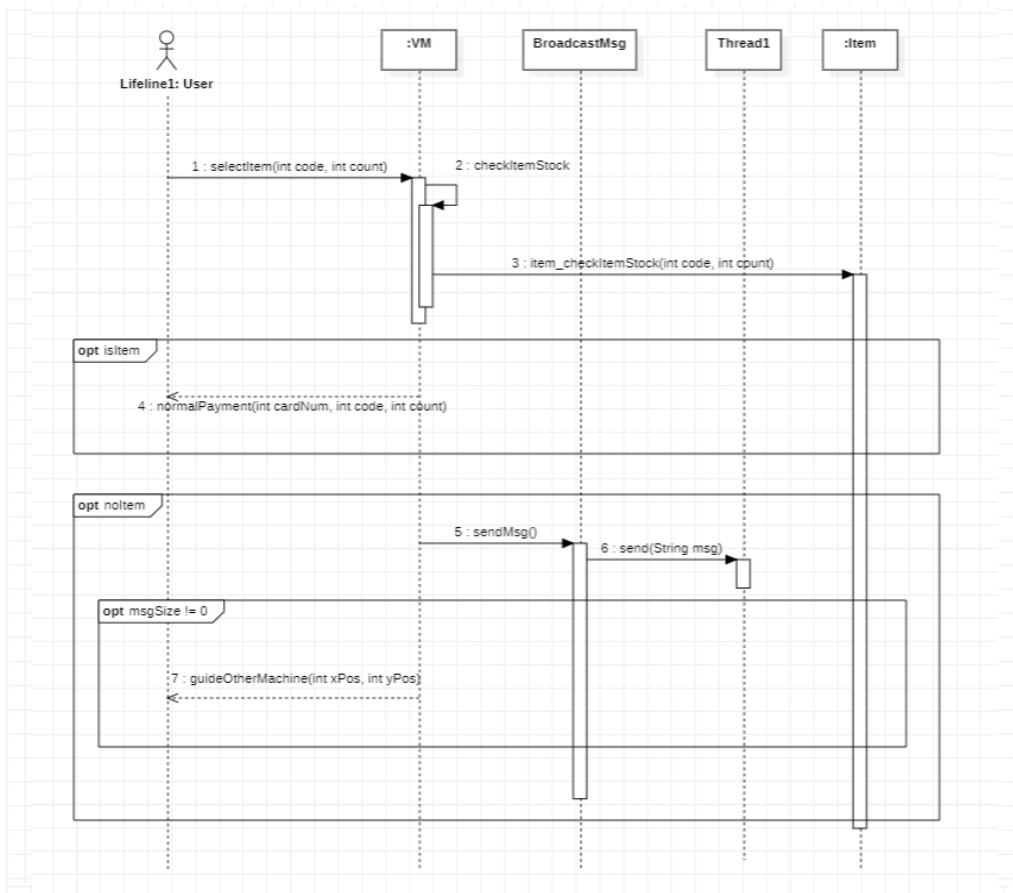 :VM
BroadcastMsg
Thread1
:Item
Lifeline1: User
1 : selectItem(int code, int count)
2 : checkItemStock
3 : item_checkItemStock(int code, int count)
opt isItem
4 : normalPayment(int cardNum, int code, int count)
opt noItem
5 : sendMsg()
6 : send(String msg)
opt msgSize != 0
7 : guideOtherMachine(int xPos, int yPos)